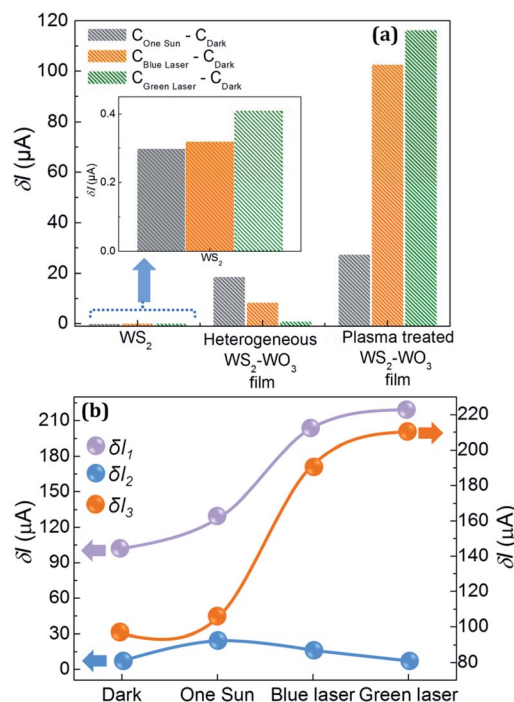 (a)
C One Sun - C Dark
C Blue Laser - C Dark
C Green Laser - C Dark
120
100
80
60
40
20
0
δI (µA)
0.4
0.2
0.0
δI (µA)
WS2
WS2
Heterogeneous
WS2-WO3
film
Plasma treated
WS2-WO3
film
(b)
210
180
150
120
90
60
30
0
δI (µA)
δI1
δI2
δI3
220
200
180
160
140
120
100
80
δI (µA)
Dark
One Sun
Blue laser
Green laser